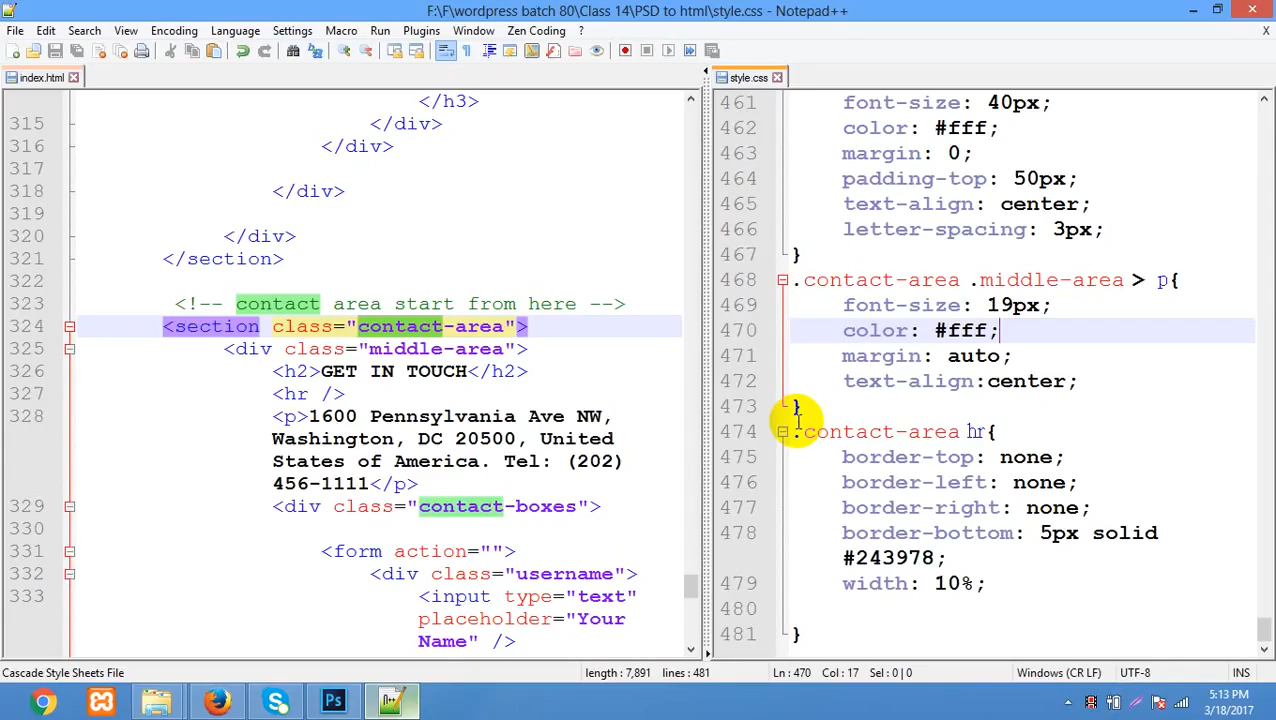 F:\F\wordpress batch 80\Class 14\PSD to html\style.css - Notepad++
File Edit Search View Encoding Language Settings Macro Run Plugins Window Zen Coding ? X
index.html
</h3>
315 </div>
316 </div>
317
318 </div>
319
320 </div>
321 </section>
322
323 <!-- contact area start from here -->
324 <section class="contact-area">
325 <div class="middle-area">
326 <h2>GET IN TOUCH</h2>
327 <hr />
328 <p>1600 Pennsylvania Ave NW,
Washington, DC 20500, United
States of America. Tel: (202)
456-1111</p>
329 <div class="contact-boxes">
330
331 <form action="">
332 <div class="username">
333 <input type="text"
placeholder="Your
Name" />
style.css
461 font-size: 40px;
462 color: #fff;
463 margin: 0;
464 padding-top: 50px;
465 text-align: center;
466 letter-spacing: 3px;
467 }
468 .contact-area .middle-area > p{
469 font-size: 19px;
470 color: #fff;
471 margin: auto;
472 text-align:center;
473 }
474 .contact-area hr{
475 border-top: none;
476 border-left: none;
477 border-right: none;
478 border-bottom: 5px solid
#243978;
479 width: 10%;
480
481 }
Cascade Style Sheets File length : 7,891 lines : 481 Ln : 470 Col : 17 Sel : 0 | 0 Windows (CR LF) UTF-8 INS
Ps
5:13 PM
3/18/2017